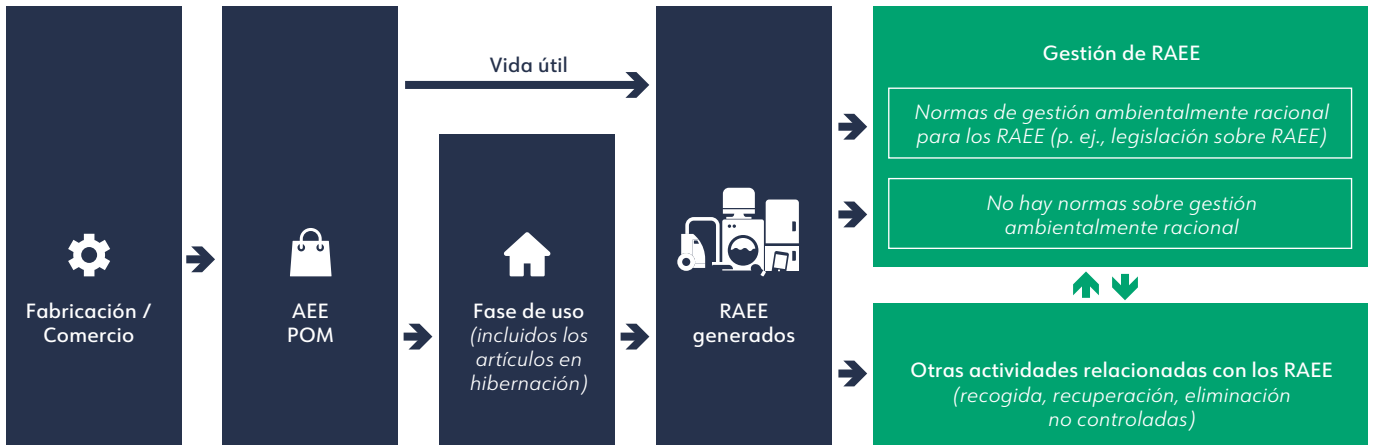 Fabricación /
Comercio
AEE
POM
Vida útil
Fase de uso
(incluidos los
artículos en
hibernación)
RAEE
generados
Gestión de RAEE
Normas de gestión ambientalmente racional
para los RAEE (p. ej., legislación sobre RAEE)
No hay normas sobre gestión
ambientalmente racional
Otras actividades relacionadas con los RAEE
(recogida, recuperación, eliminación
no controladas)